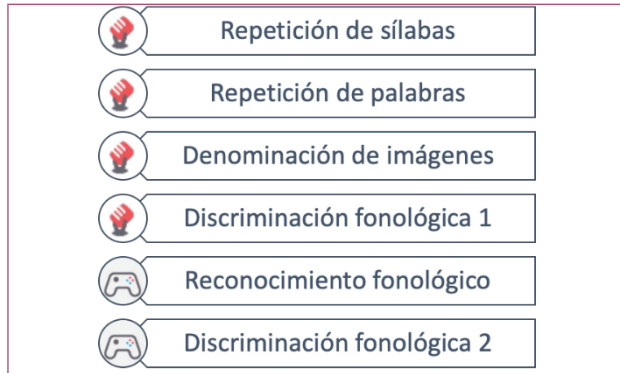 Repetición de sílabas
Repetición de palabras
Denominación de imágenes
Discriminación fonológica 1
Reconocimiento fonológico
Discriminación fonológica 2